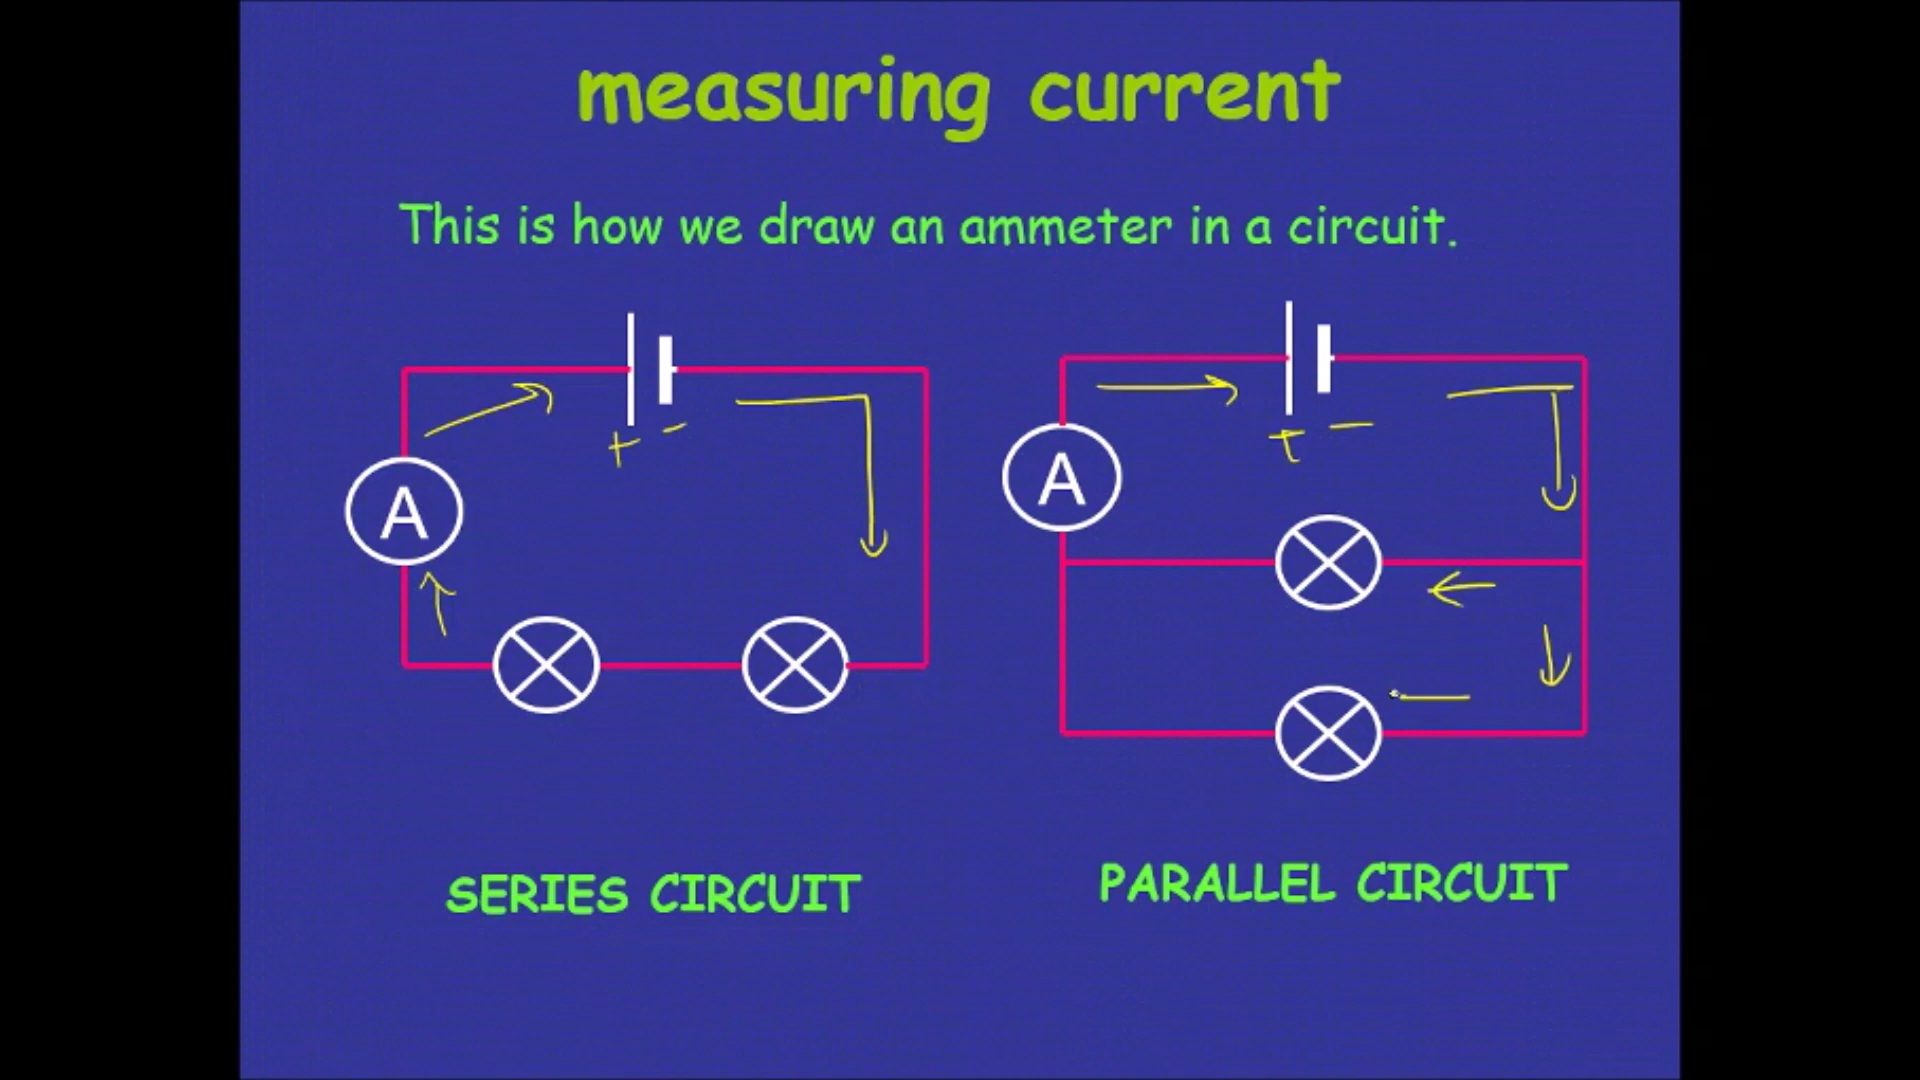 measuring current
This is how we draw an ammeter in a circuit.
+ -
+ -
A
A
SERIES CIRCUIT
PARALLEL CIRCUIT